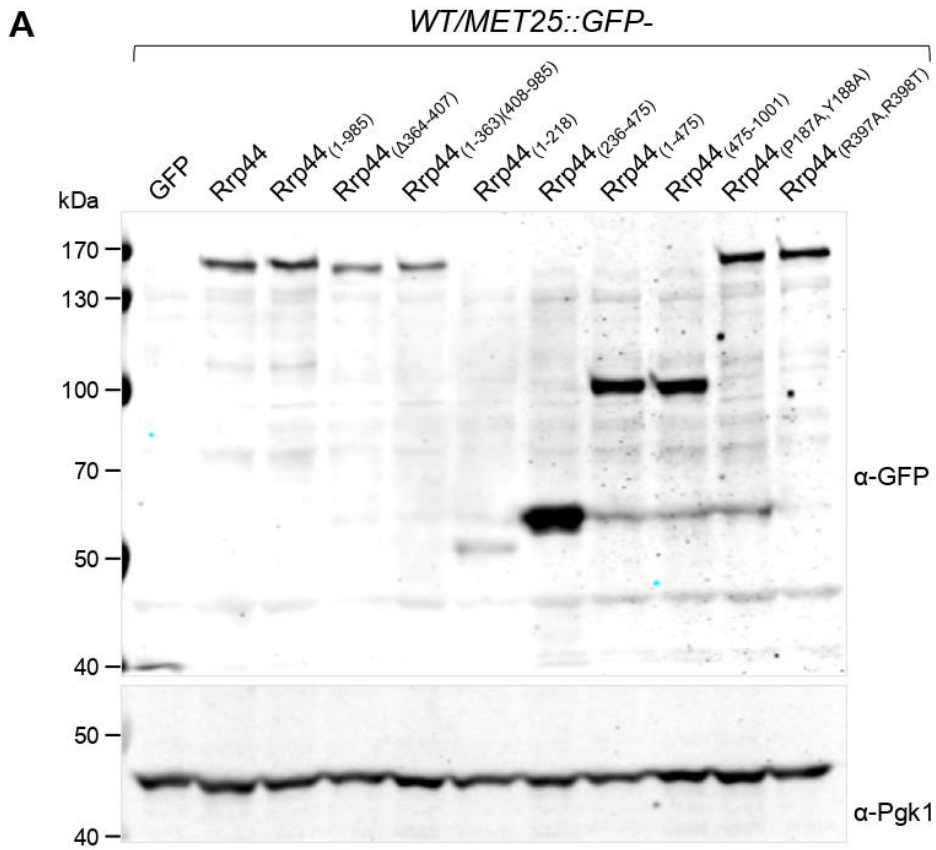 A
WT/MET25::GFP-
GFP
Rrp44
Rrp44(1-985)
Rrp44(Δ364-407)
Rrp44(1-363)(408-985)
Rrp44(1-218)
Rrp44(236-475)
Rrp44(1-475)
Rrp44(475-1001)
Rrp44(P187A,Y188A)
Rrp44(R397A,R398T)
kDa
170
130
100
70
50
40
α-GFP
50
40
α-Pgk1